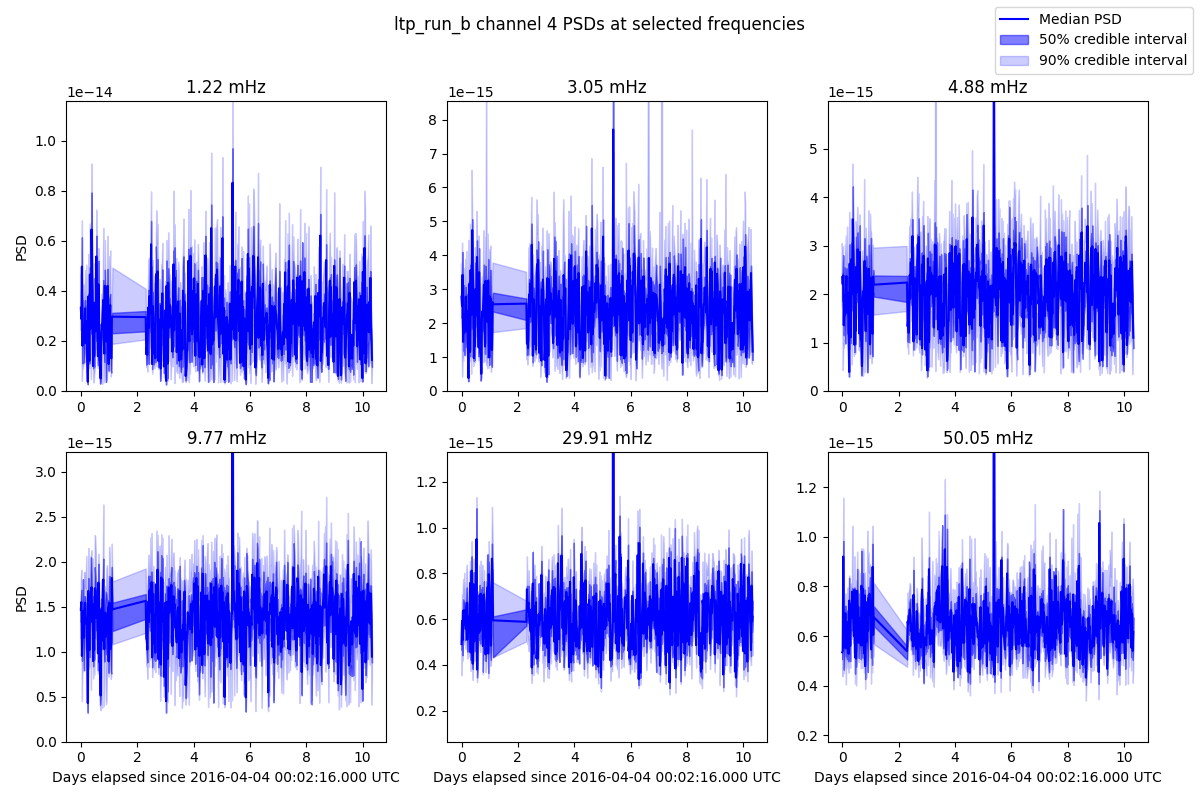 ltp_run_b channel 4 PSDs at selected frequencies
Median PSD
50% credible interval
90% credible interval
1.22 mHz
3.05 mHz
4.88 mHz
1e−14
1e−15
1e−15
PSD
1.0
0.8
0.6
0.4
0.2
0.0
8
7
6
5
4
3
2
1
0
5
4
3
2
1
0
0 2 4 6 8 10
0 2 4 6 8 10
0 2 4 6 8 10
9.77 mHz
29.91 mHz
50.05 mHz
1e−15
1e−15
1e−15
PSD
3.0
2.5
2.0
1.5
1.0
0.5
0.0
1.2
1.0
0.8
0.6
0.4
0.2
1.2
1.0
0.8
0.6
0.4
0.2
0 2 4 6 8 10
0 2 4 6 8 10
0 2 4 6 8 10
Days elapsed since 2016-04-04 00:02:16.000 UTC
Days elapsed since 2016-04-04 00:02:16.000 UTC
Days elapsed since 2016-04-04 00:02:16.000 UTC